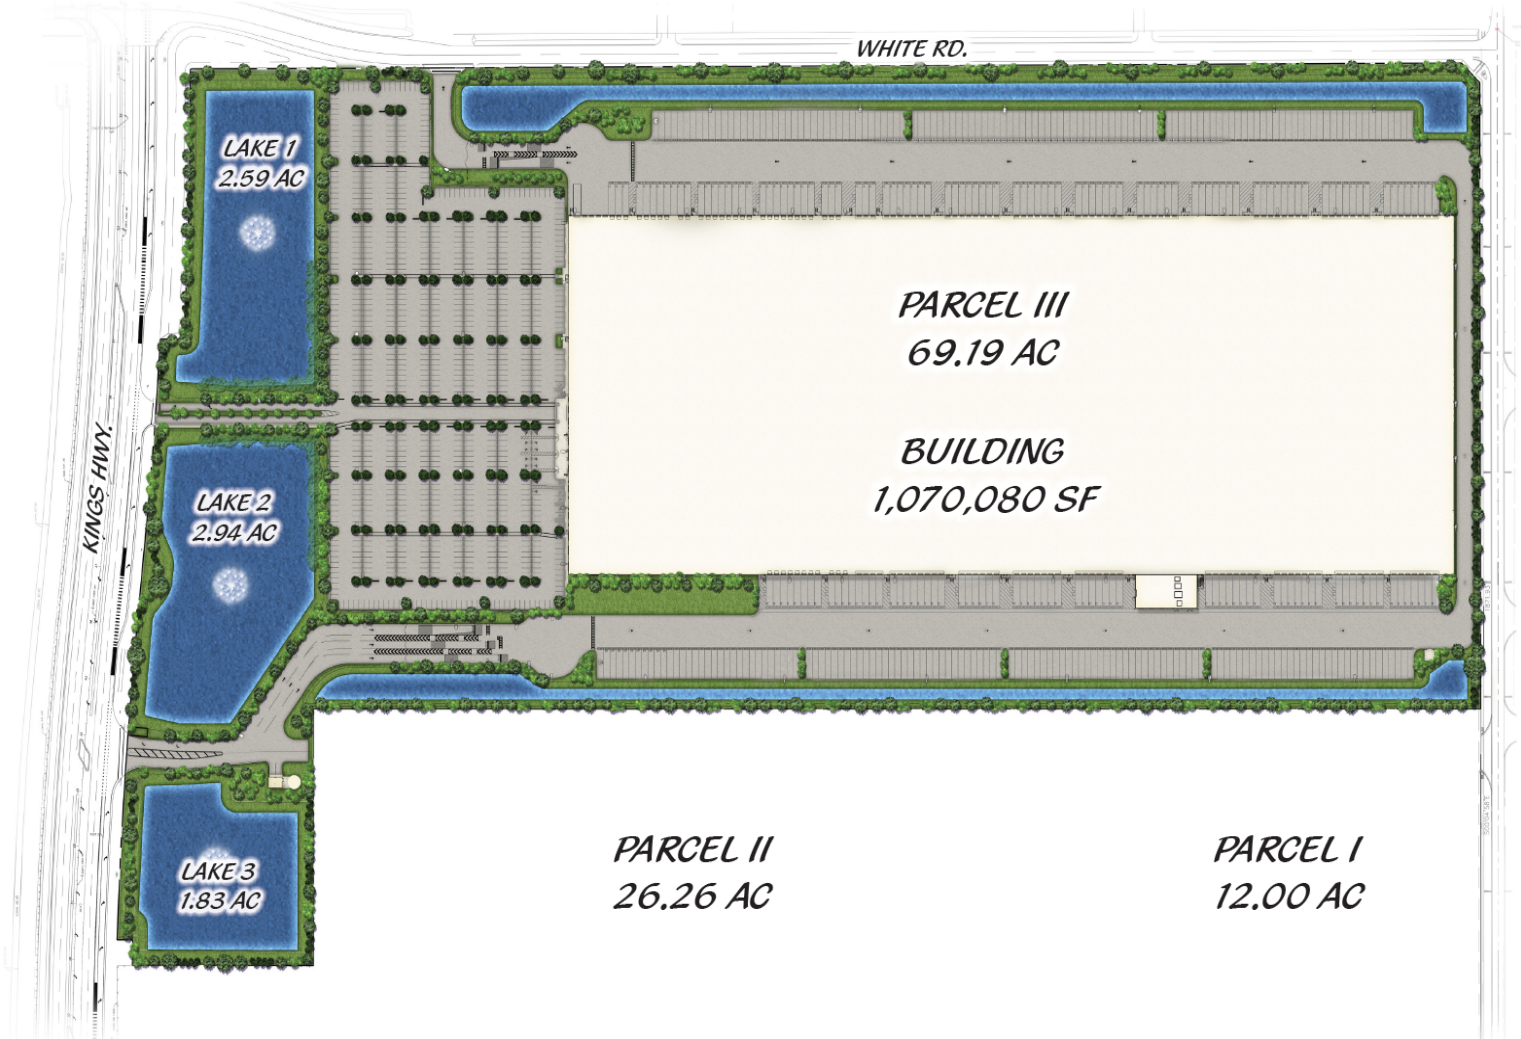 WHITE RD.
LAKE 1
2.59 AC
PARCEL III
69.19 AC
BUILDING
1,070,080 SF
KINGS HWY.
LAKE 2
2.94 AC
LAKE 3
1.83 AC
PARCEL II
26.26 AC
PARCEL I
12.00 AC